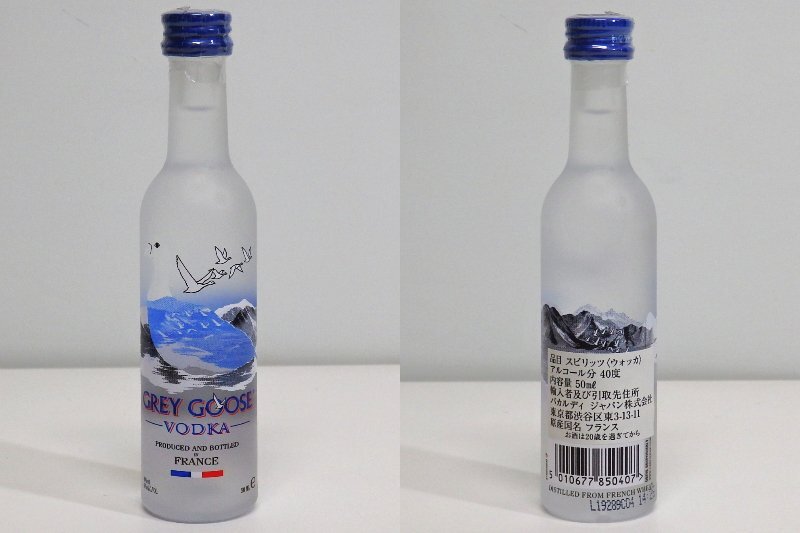 GREY GOOSE
VODKA
PRODUCED AND BOTTLED
IN
FRANCE
50 ML e
品目 スピリッツ(ウォッカ)
アルコール分 40度
内容量 50mℓ
輸入者及び引取先住所
バカルディ ジャパン株式会社
東京都渋谷区東3-13-11
原産国名 フランス
お酒は20歳を過ぎてから
5 010677 850407
DISTILLED FROM FRENCH WHEAT
L19289C04 14:2